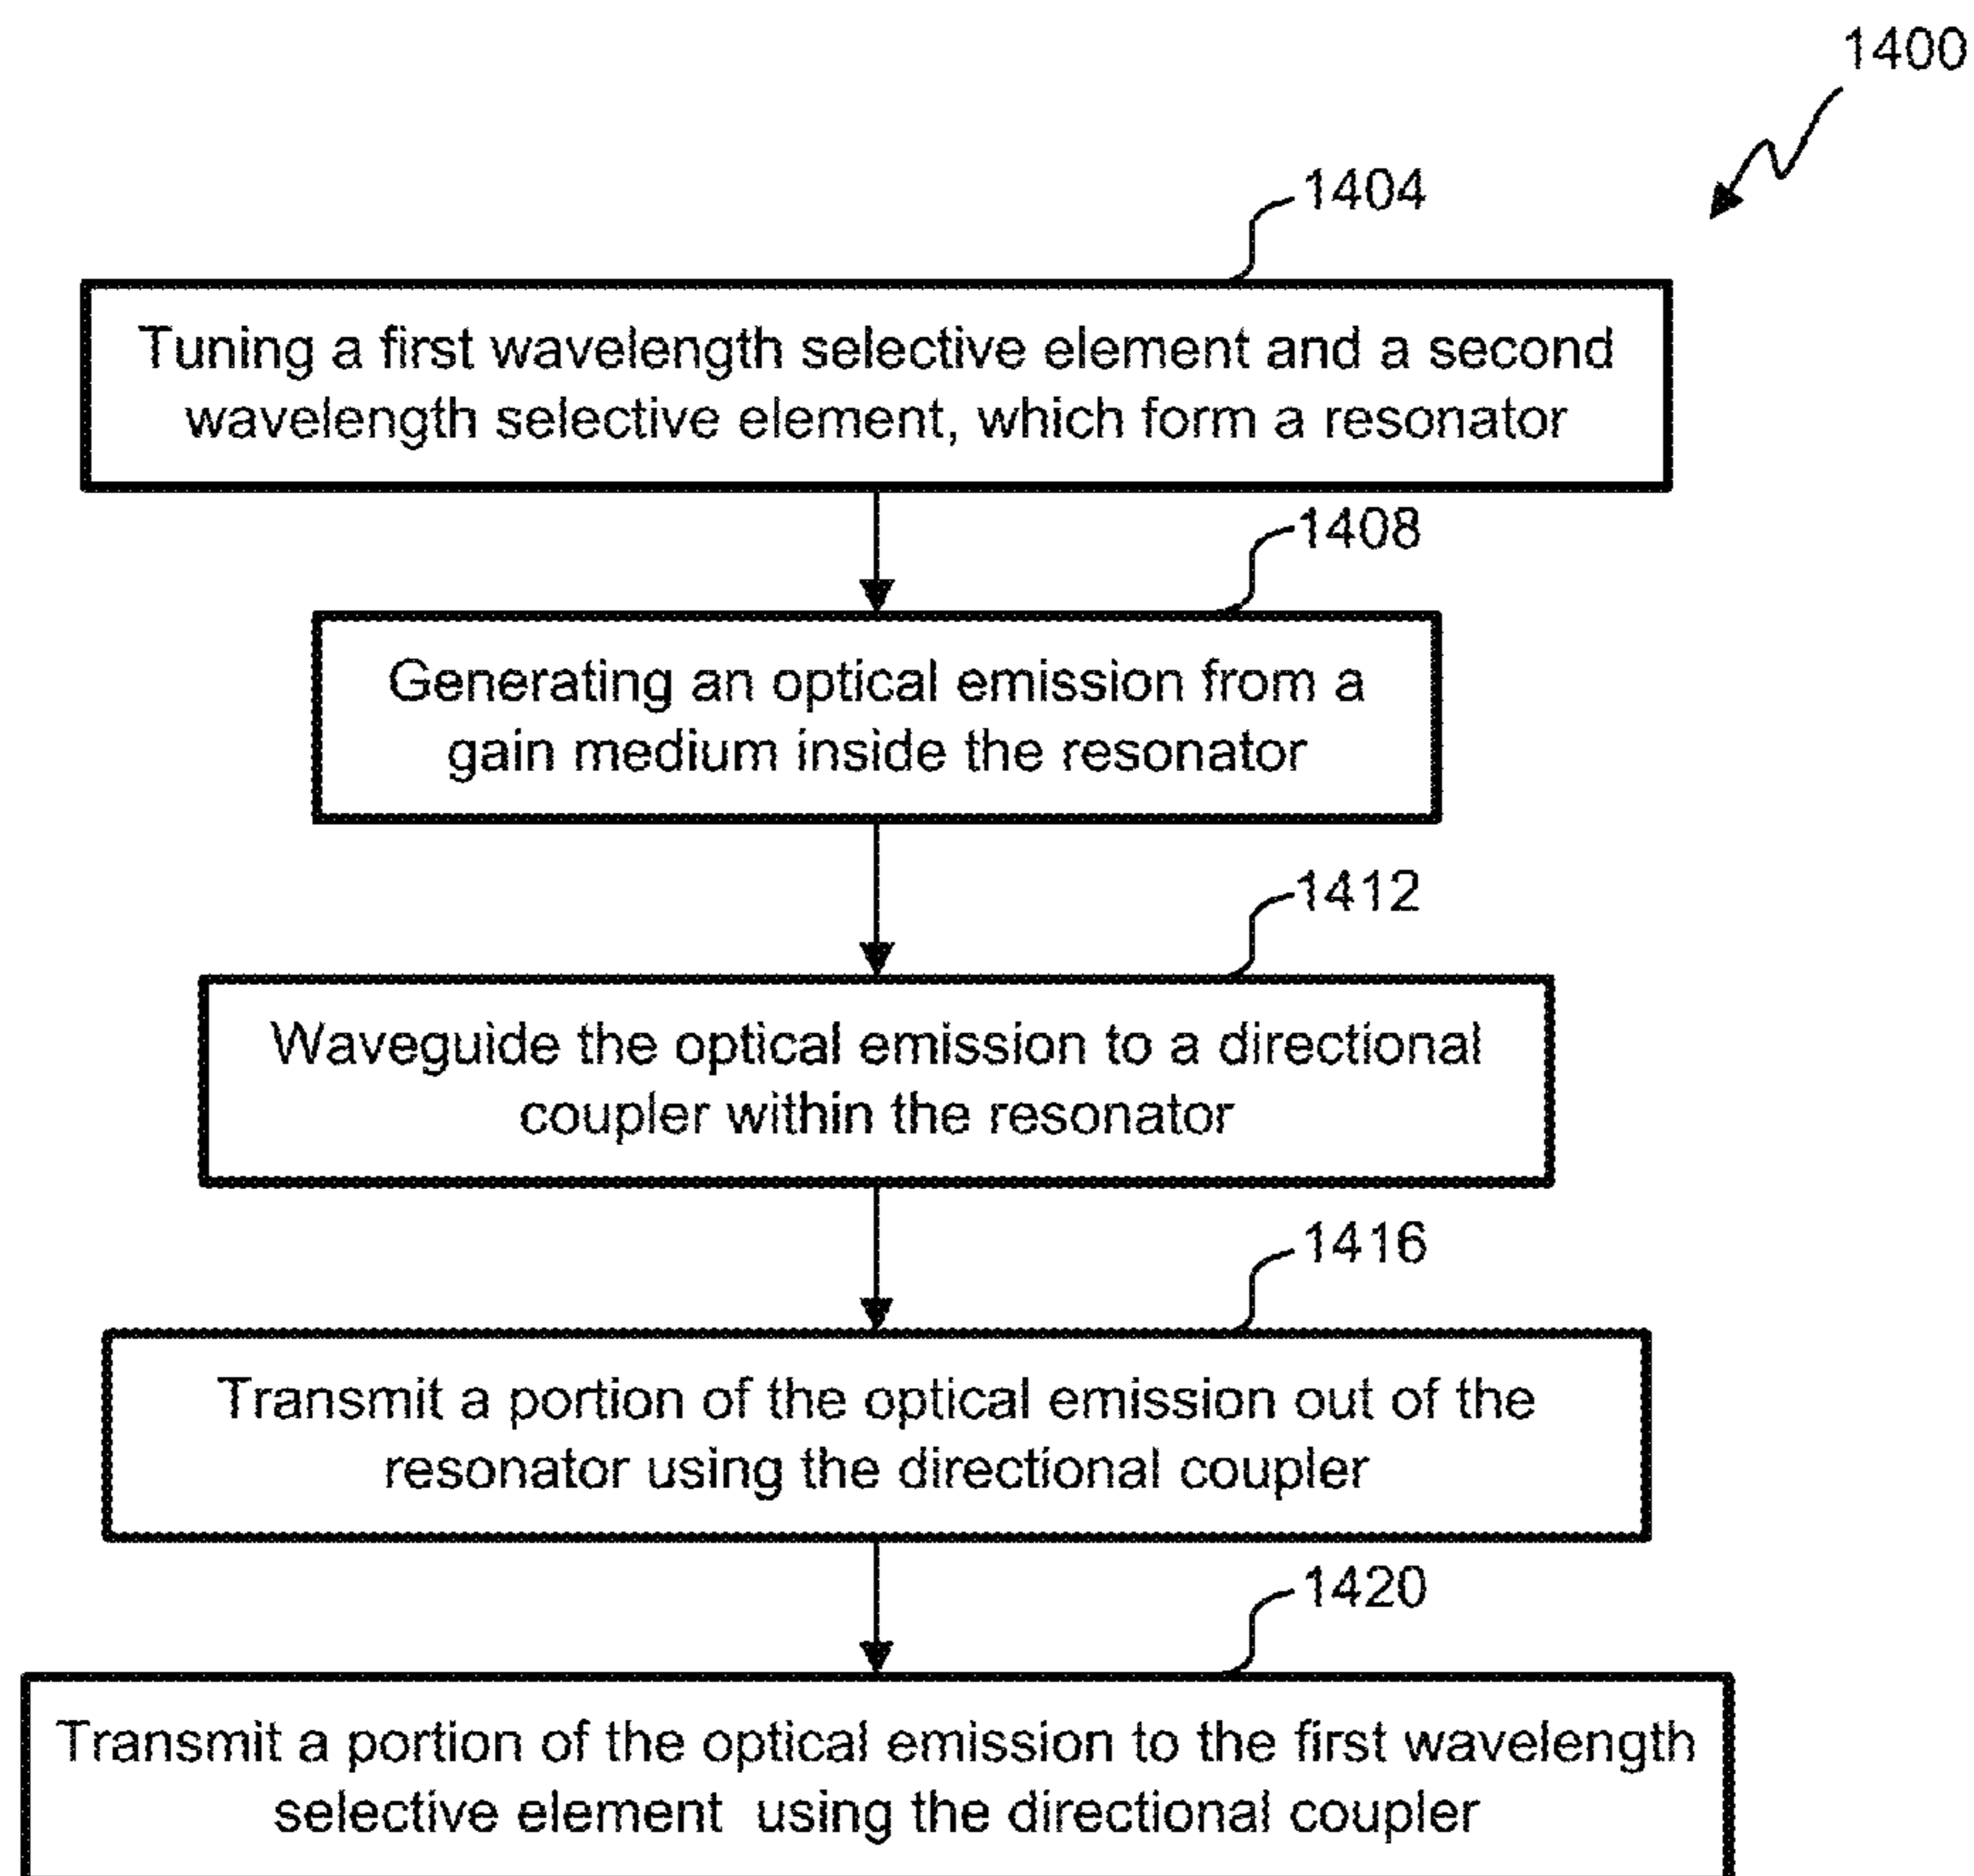 1400
1404
Tuning a first wavelength selective element and a second
wavelength selective element, which form a resonator
1408
Generating an optical emission from a
gain medium inside the resonator
1412
Waveguide the optical emission to a directional
coupler within the resonator
1416
Transmit a portion of the optical emission out of the
resonator using the directional coupler
1420
Transmit a portion of the optical emission to the first wavelength
selective element using the directional coupler